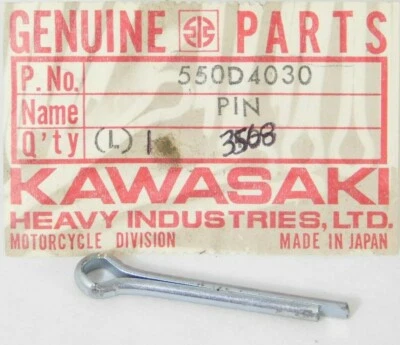 GENUINE PARTS
P.No. 550D4030
Name PIN
Q'ty (L) 1 3568
KAWASAKI
HEAVY INDUSTRIES, LTD.
MOTORCYCLE DIVISION MADE IN JAPAN